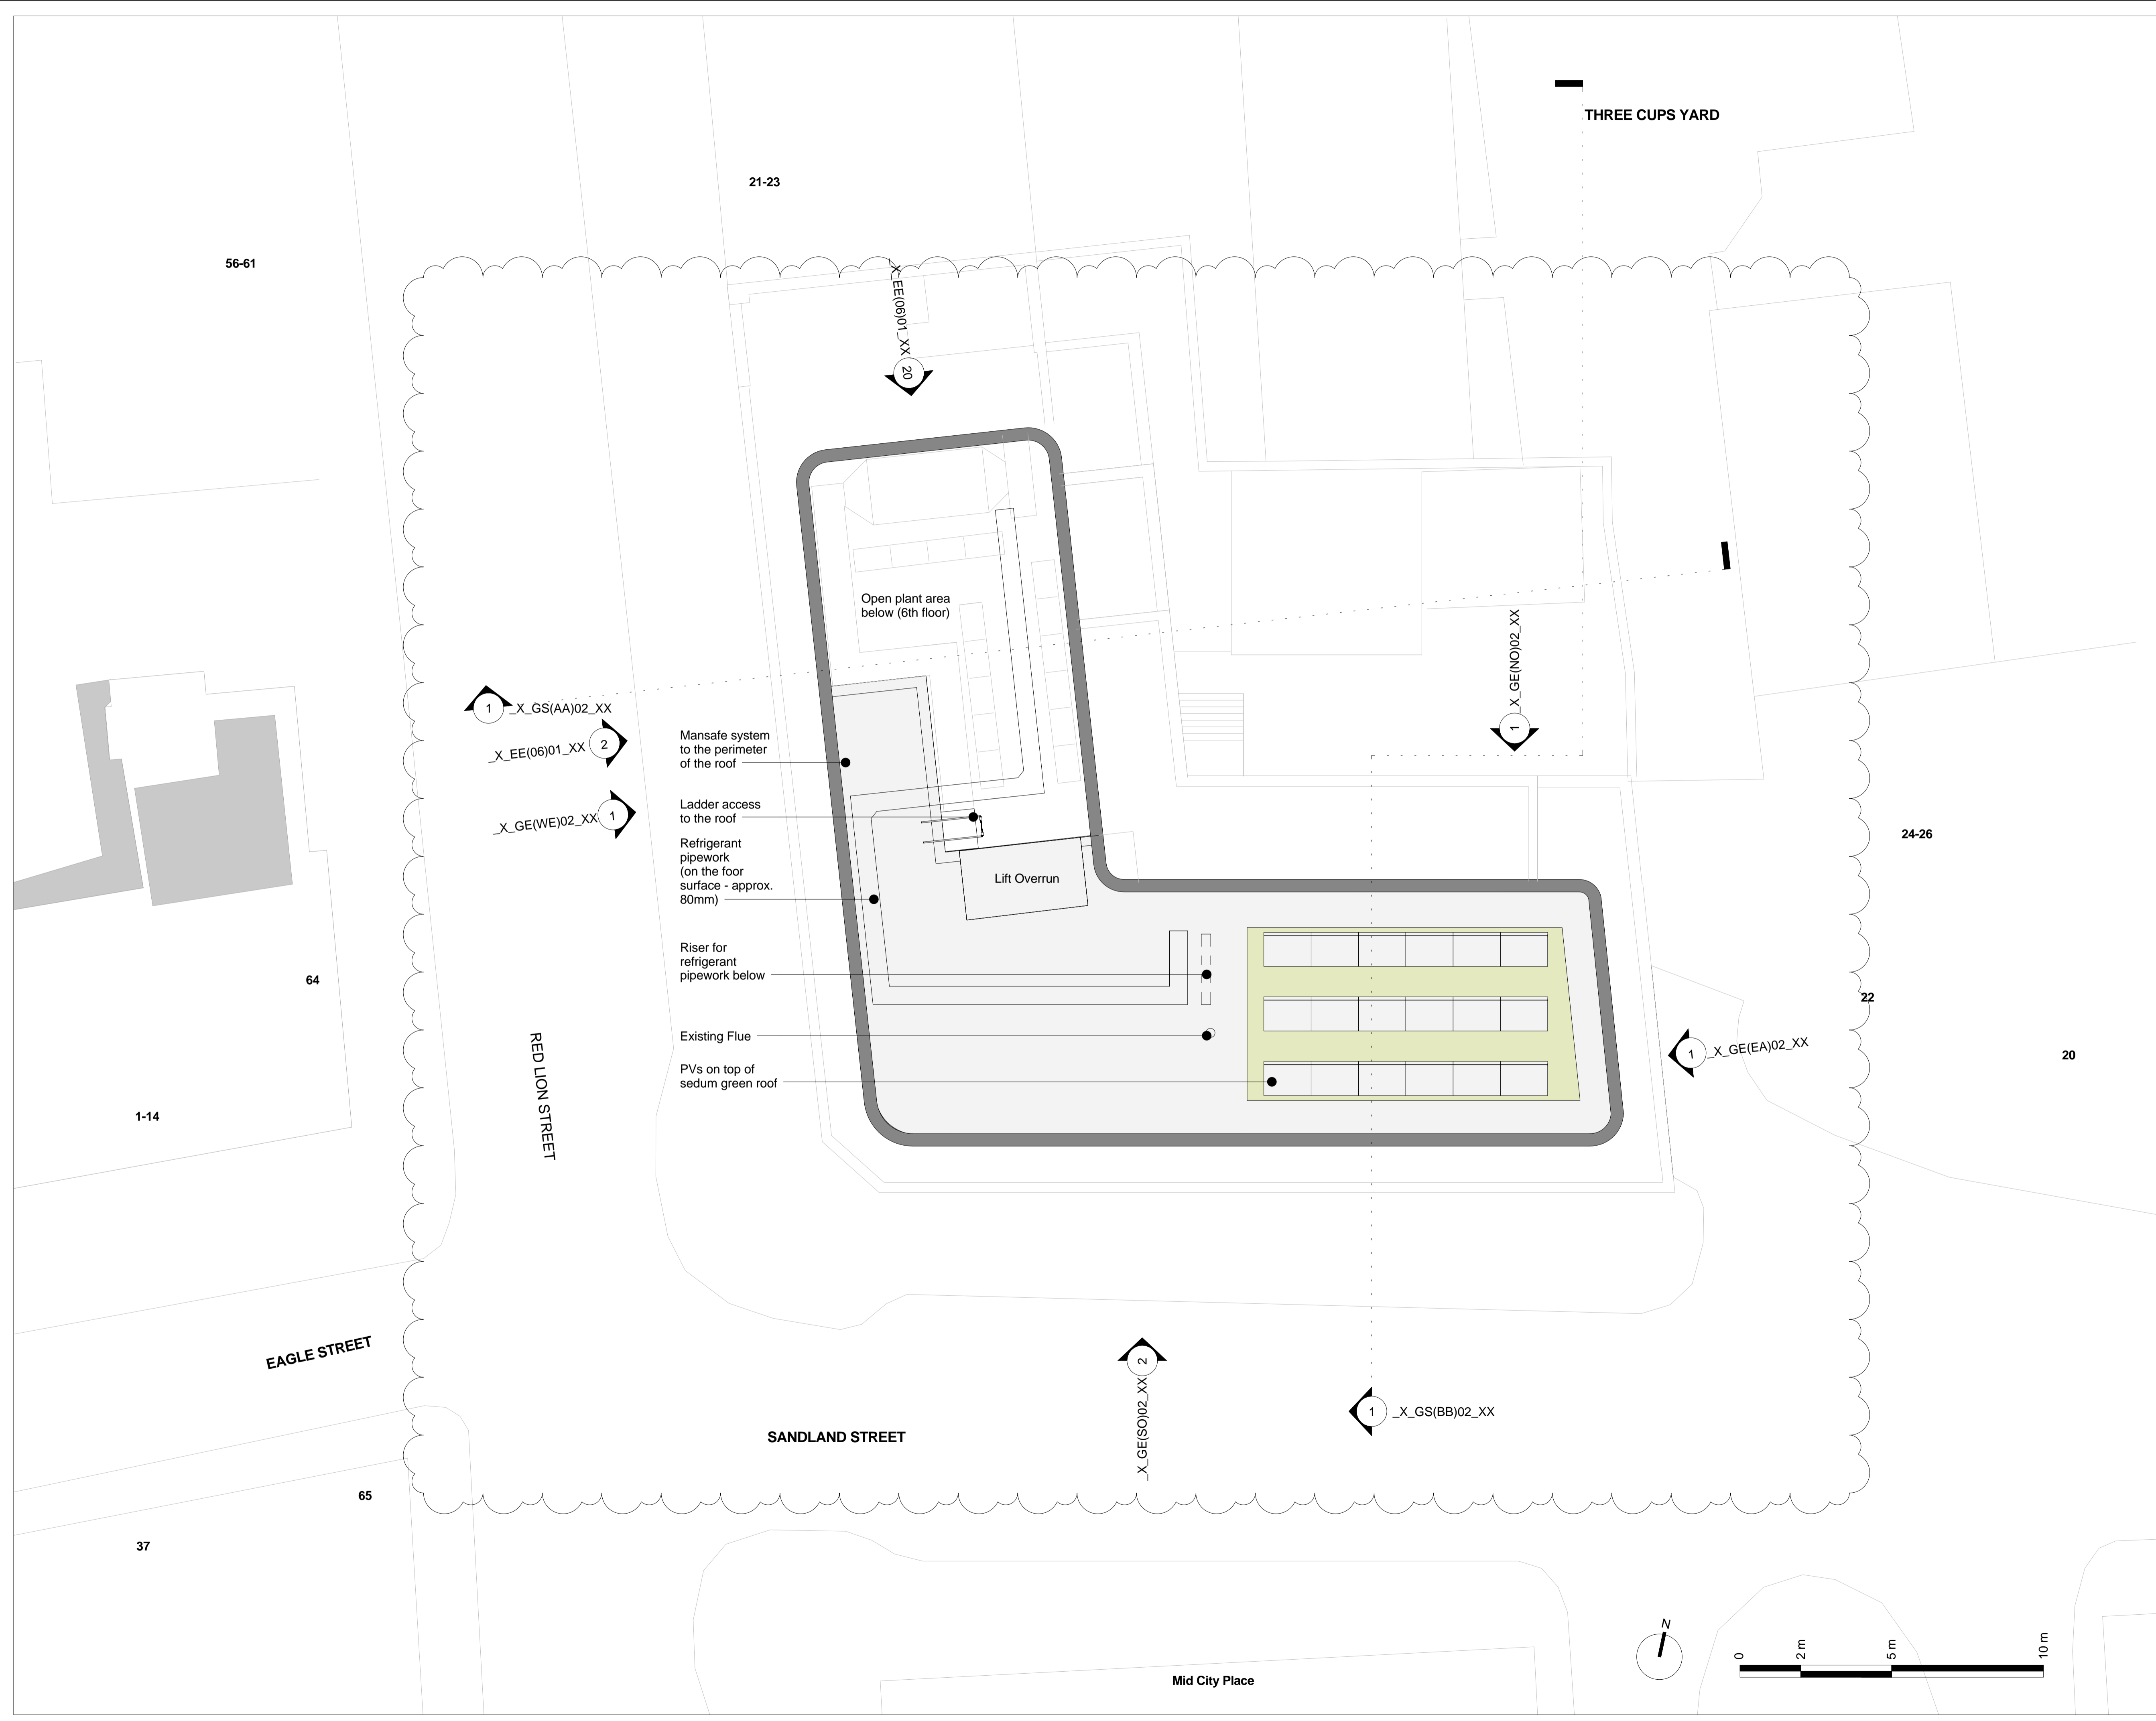 THREE CUPS YARD
21-23
56-61
_X_EE(06)01_XX
20
Open plant area
below (6th floor)
_X_GE(NO)02_XX
1
1
_X_GS(AA)02_XX
_X_EE(06)01_XX
2
_X_GE(WE)02_XX
1
Mansafe system
to the perimeter
of the roof
Ladder access
to the roof
Refrigerant
pipework
(on the foor
surface - approx.
80mm)
Lift Overrun
24-26
Riser for
refrigerant
pipework below
64
22
Existing Flue
PVs on top of
sedum green roof
1
_X_GE(EA)02_XX
20
1-14
RED LION STREET
EAGLE STREET
2
_X_GE(SO)02_XX
1
_X_GS(BB)02_XX
SANDLAND STREET
65
37
Mid City Place
N
0
2 m
5 m
10 m